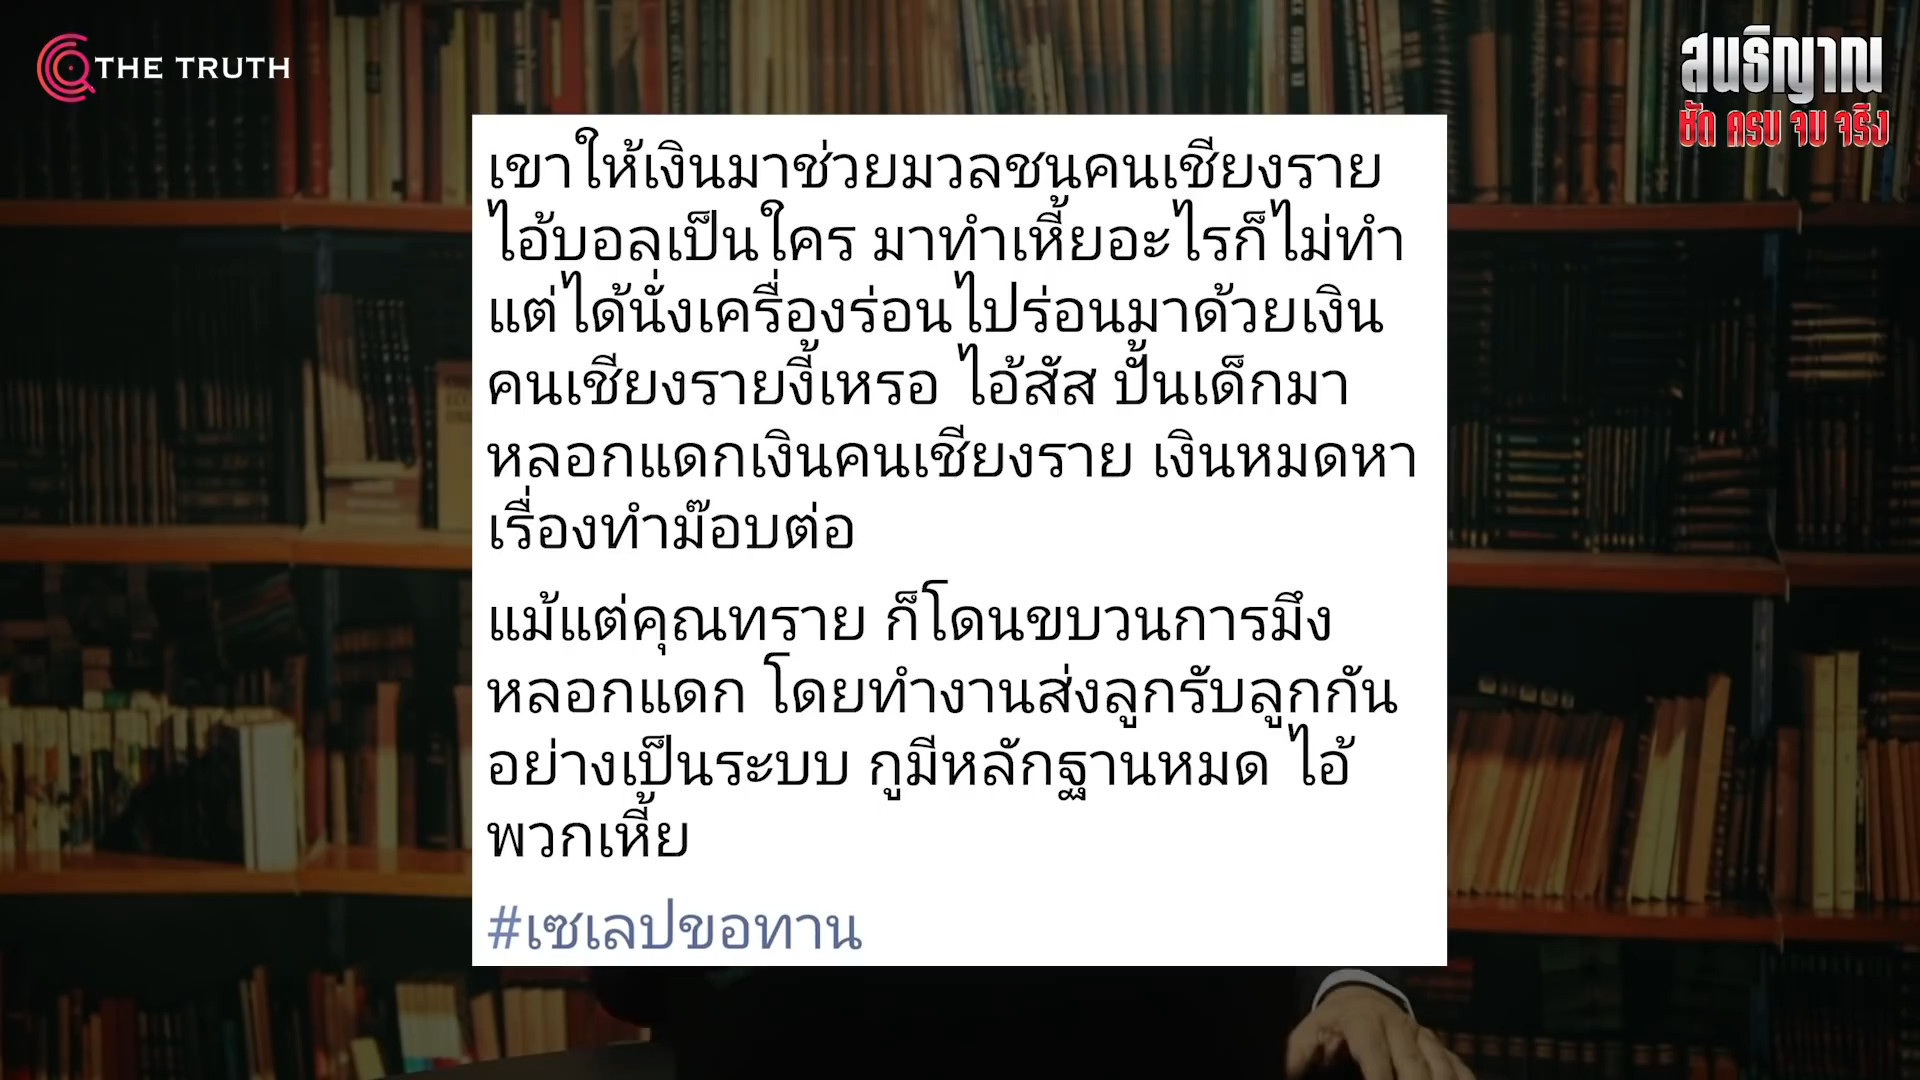 THE TRUTH
สนธิญาณ
ชัด ครบ จบ จริง
เขาให้เงินมาช่วยมวลชนคนเชียงราย
ไอ้บอลเป็นใคร มาทำเหี้ยอะไรก็ไม่ทำ
แต่ได้นั่งเครื่องร่อนไปร่อนมาด้วยเงิน
คนเชียงรายงี้เหรอ ไอ้สัส ปั้นเด็กมา
หลอกแดกเงินคนเชียงราย เงินหมดหา
เรื่องทำม๊อบต่อ
แม้แต่คุณทราย ก็โดนขบวนการมึง
หลอกแดก โดยทำงานส่งลูกรับลูกกัน
อย่างเป็นระบบ กูมีหลักฐานหมด ไอ้
พวกเหี้ย
#เซเลปขอทาน